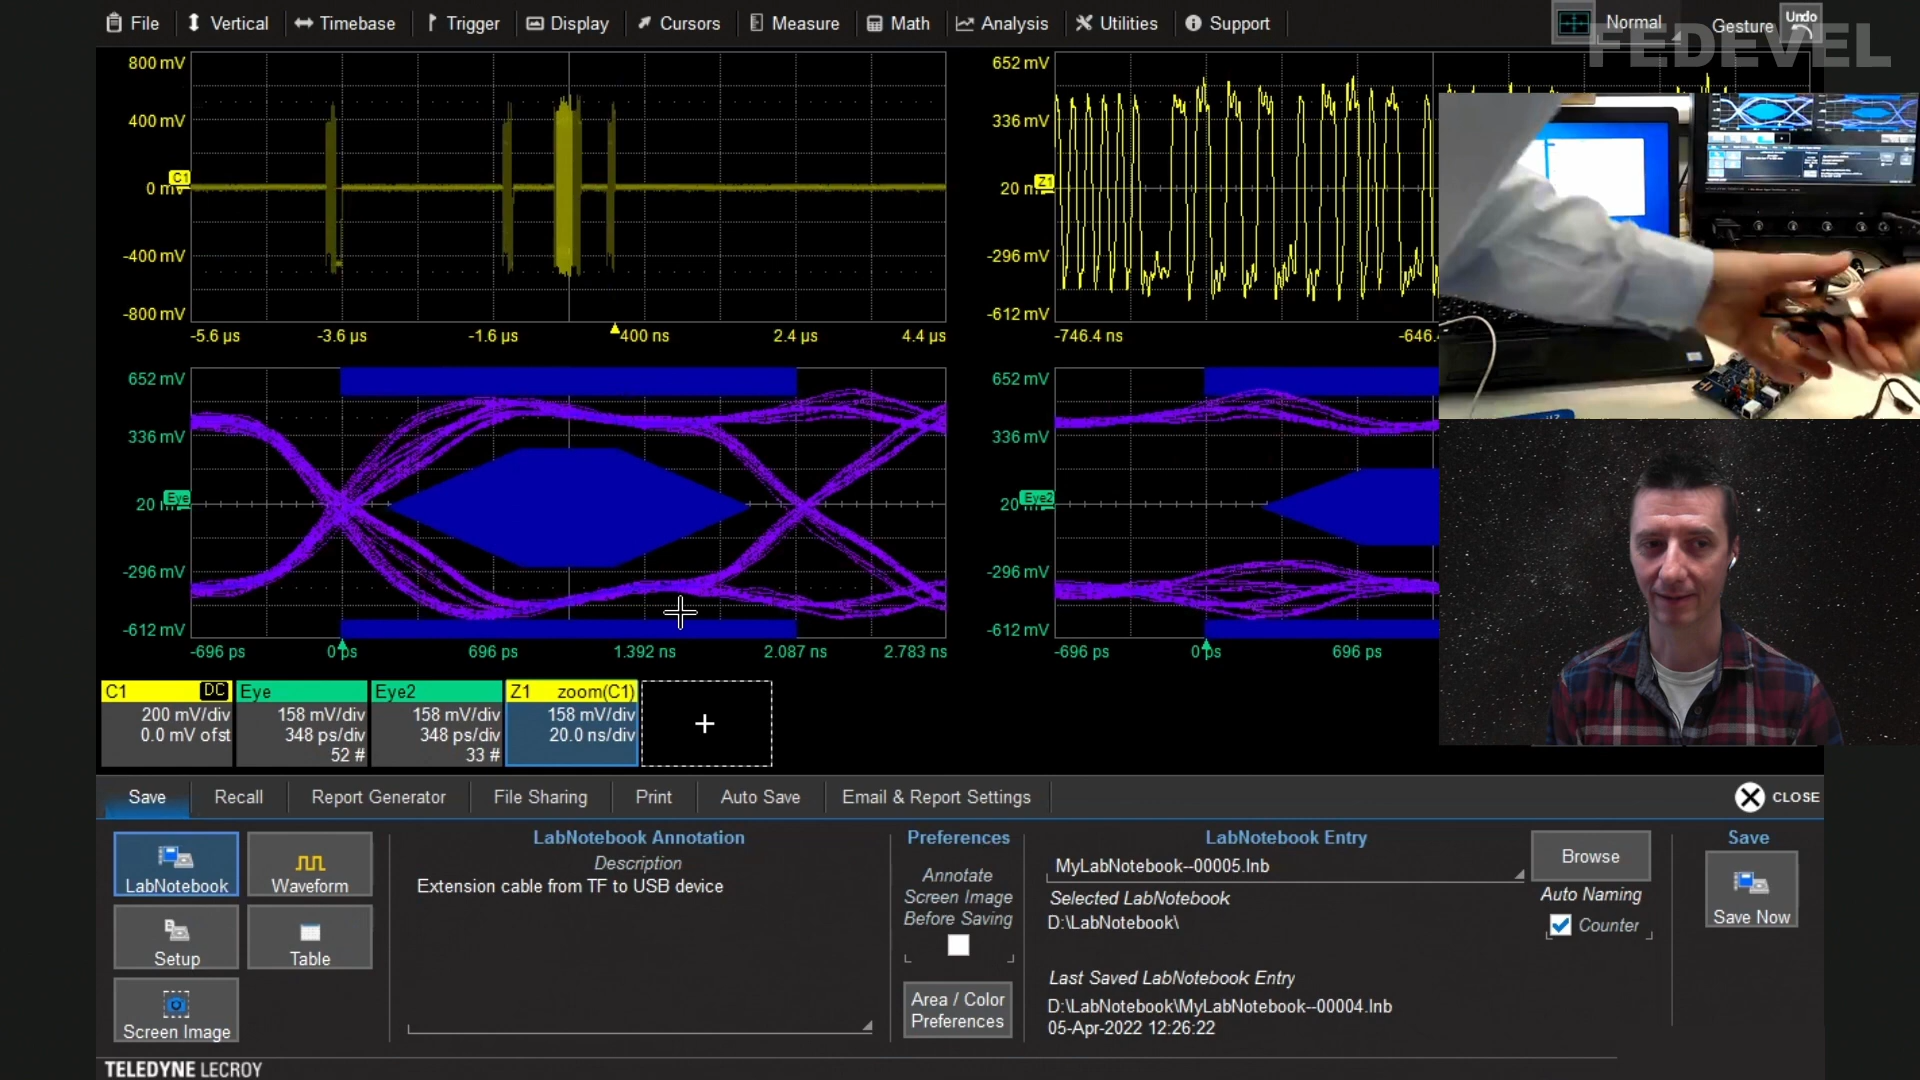 File Vertical Timebase Trigger Display Cursors Measure Math Analysis Utilities Support Normal Gesture Undo
FEDEVEL
800 mV
400 mV
C1
0 mV
-400 mV
-800 mV
-5.6 µs -3.6 µs -1.6 µs 400 ns 2.4 µs 4.4 µs
652 mV
336 mV
Z1
20 m
-296 mV
-612 mV
-746.4 ns -646.
652 mV
336 mV
20 m Eye
-296 mV
-612 mV
-696 ps 0 ps 696 ps 1.392 ns 2.087 ns 2.783 ns
652 mV
336 mV
20 Eye2
-296 mV
-612 mV
-696 ps 0 ps 696 ps
C1 DC
200 mV/div
0.0 mV ofst
Eye
158 mV/div
348 ps/div
52 #
Eye2
158 mV/div
348 ps/div
33 #
Z1 zoom(C1)
158 mV/div
20.0 ns/div
+
Save Recall Report Generator File Sharing Print Auto Save Email & Report Settings CLOSE
LabNotebook
Waveform
Setup
Table
Screen Image
LabNotebook Annotation
Description
Extension cable from TF to USB device
Preferences
Annotate
Screen Image
Before Saving
Area / Color
Preferences
LabNotebook Entry
MyLabNotebook--00005.lnb
Selected LabNotebook
D:\LabNotebook\
Last Saved LabNotebook Entry
D:\LabNotebook\MyLabNotebook--00004.lnb
05-Apr-2022 12:26:22
Browse
Auto Naming
Counter
Save
Save Now
TELEDYNE LECROY